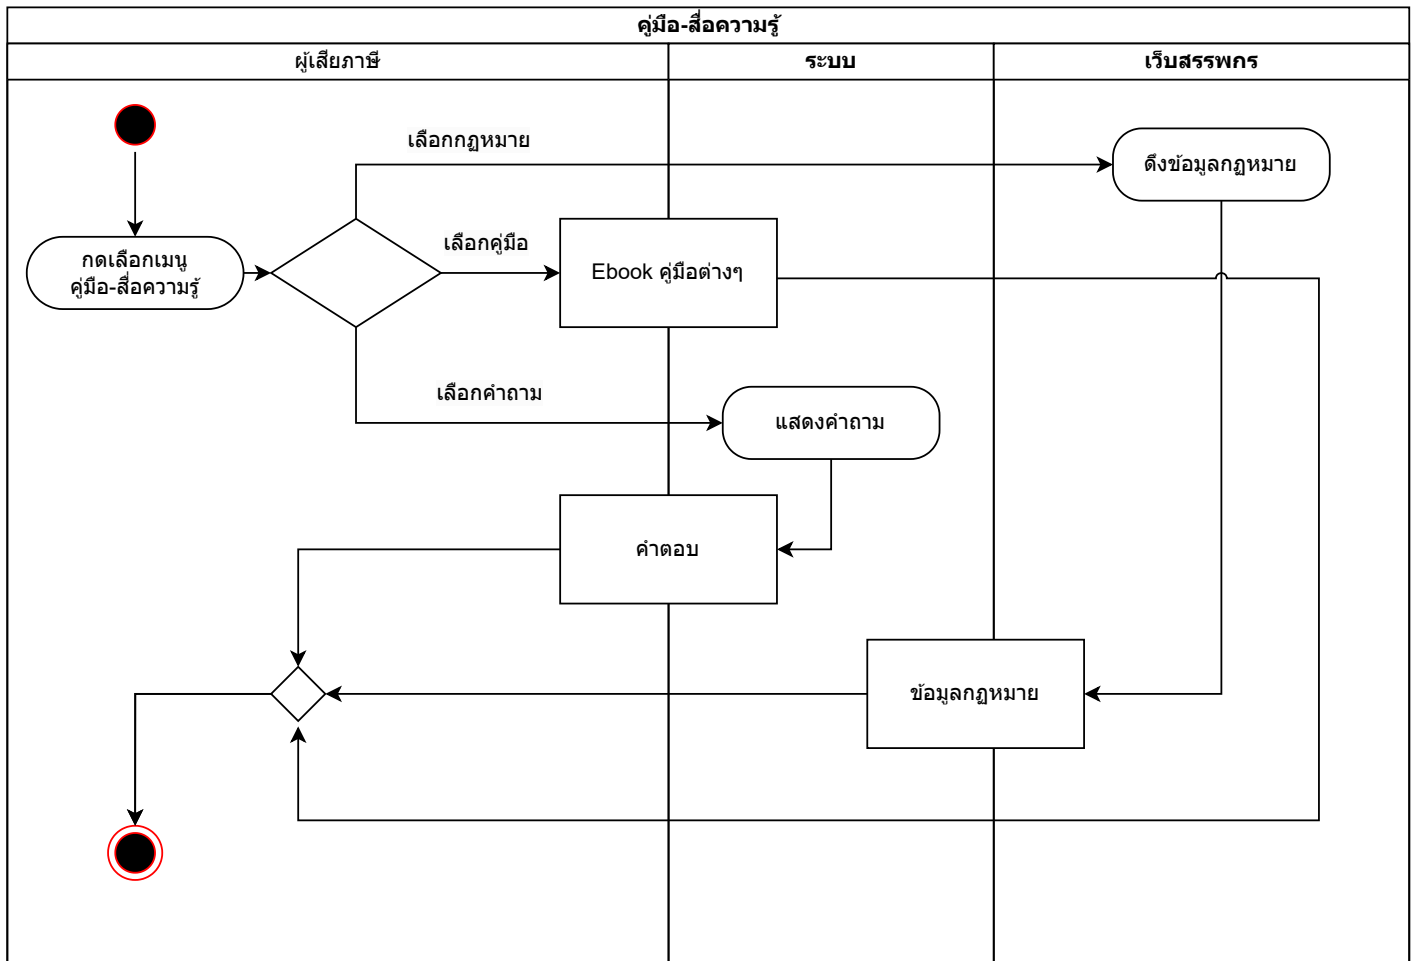 คู่มือ-สื่อความรู้
ผู้เสียภาษี
ระบบ
เว็บสรรพกร
เลือกกฏหมาย
ดึงข้อมูลกฏหมาย
กดเลือกเมนู
คู่มือ-สื่อความรู้
เลือกคู่มือ
Ebook คู่มือต่างๆ
เลือกคำถาม
แสดงคำถาม
คำตอบ
ข้อมูลกฏหมาย